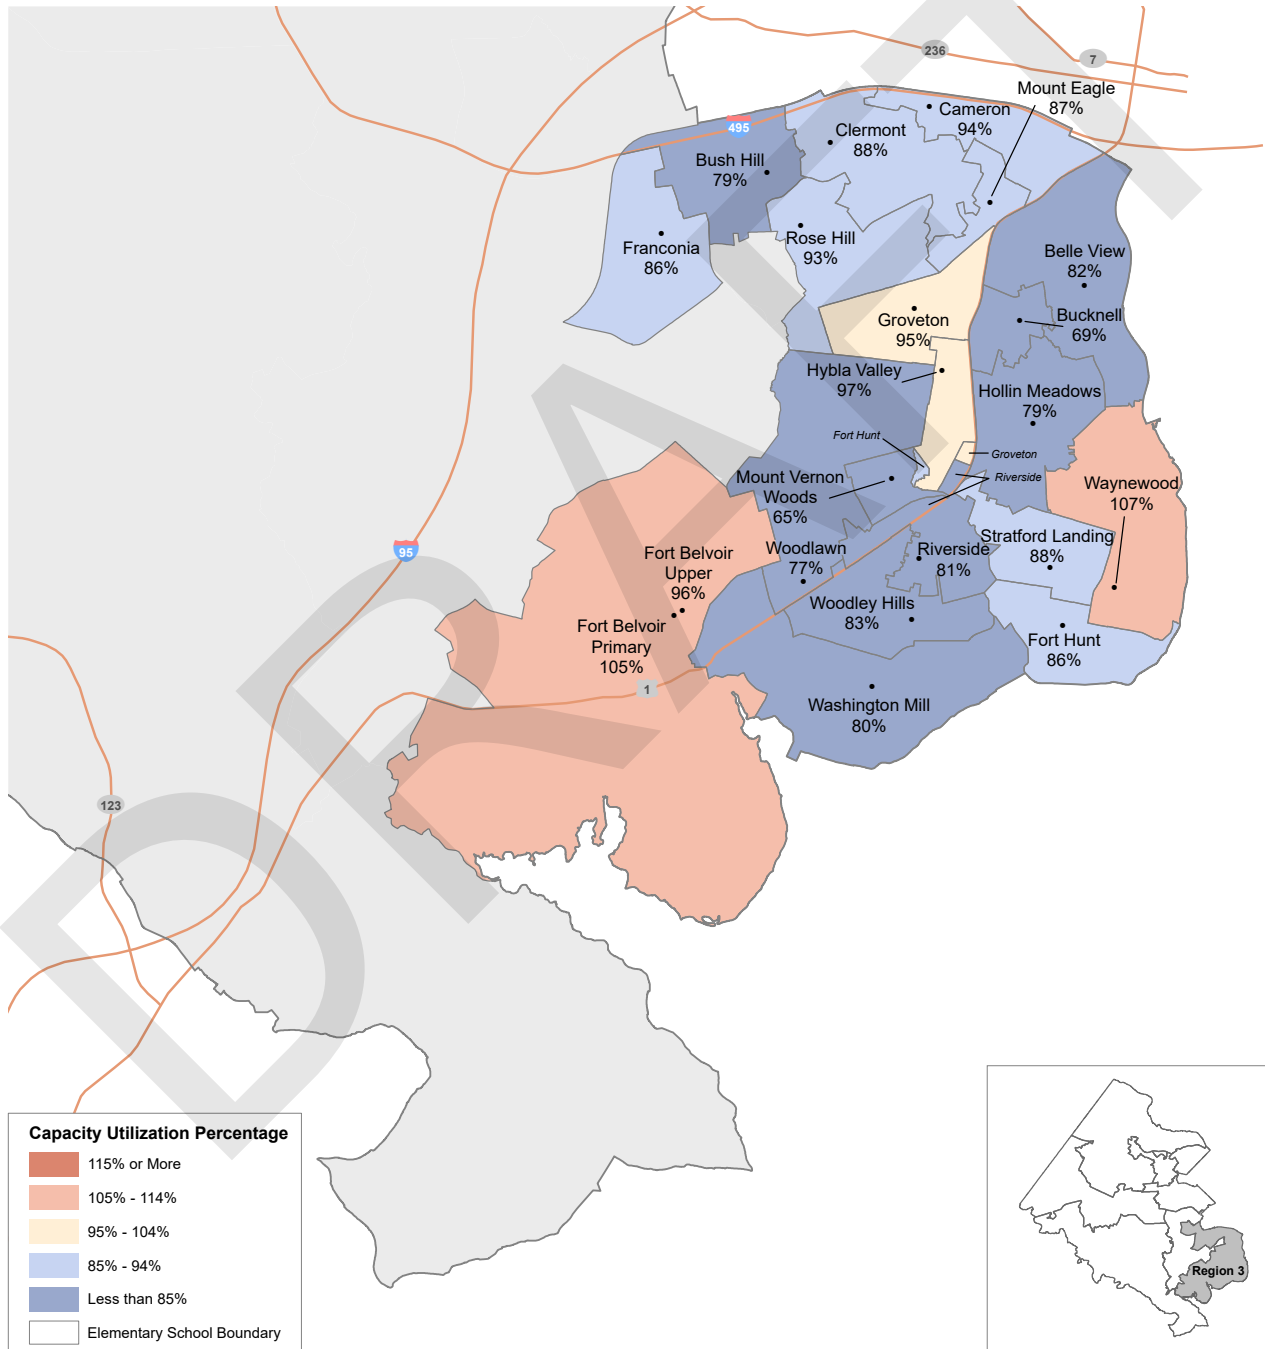 236
7
Mount Eagle
87%
Cameron
94%
495
Clermont
88%
Bush Hill
79%
Franconia
86%
Rose Hill
93%
Belle View
82%
Groveton
95%
Bucknell
69%
Hybla Valley
97%
Hollin Meadows
79%
Fort Hunt
Groveton
Riverside
Mount Vernon
Woods
65%
Waynewood
107%
95
Fort Belvoir
Upper
96%
Woodlawn
77%
Riverside
81%
Stratford Landing
88%
Woodley Hills
83%
Fort Belvoir
Primary
105%
Fort Hunt
86%
1
Washington Mill
80%
123
DRAFT
Capacity Utilization Percentage
115% or More
105% - 114%
95% - 104%
85% - 94%
Less than 85%
Elementary School Boundary
Region 3